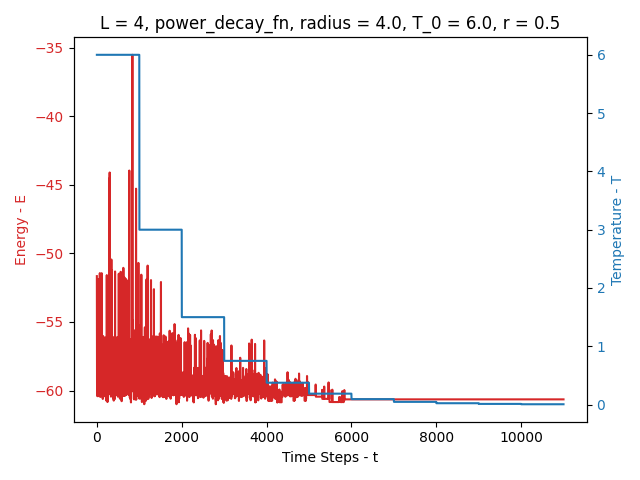 L = 4, power_decay_fn, radius = 4.0, T_0 = 6.0, r = 0.5
−35
−40
−45
−50
−55
−60
Energy - E
6
5
4
3
2
1
0
Temperature - T
0 2000 4000 6000 8000 10000
Time Steps - t